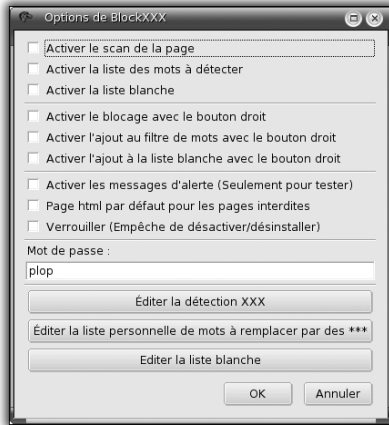 Options de BlockXXX
Activer le scan de la page
Activer la liste des mots à détecter
Activer la liste blanche
Activer le blocage avec le bouton droit
Activer l'ajout au filtre de mots avec le bouton droit
Activer l'ajout à la liste blanche avec le bouton droit
Activer les messages d'alerte (Seulement pour tester)
Page html par défaut pour les pages interdites
Verrouiller (Empêche de désactiver/désinstaller)
Mot de passe :
plop
Éditer la détection XXX
Éditer la liste personnelle de mots à remplacer par des ***
Editer la liste blanche
OK Annuler